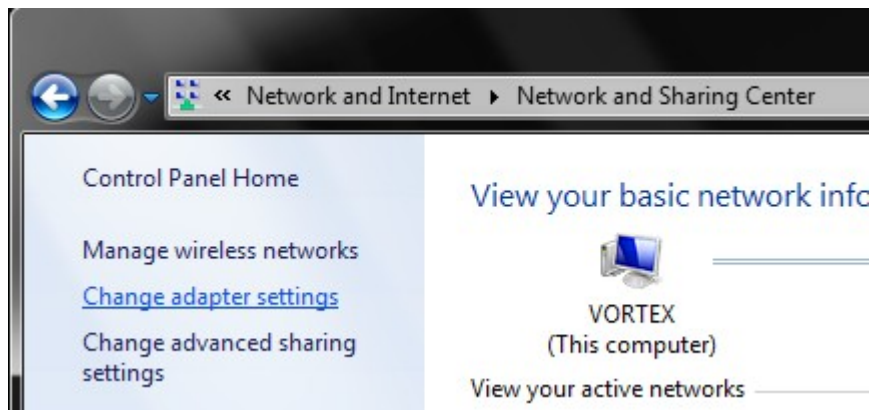 « Network and Internet ▸ Network and Sharing Center
Control Panel Home
Manage wireless networks
Change adapter settings
Change advanced sharing
settings
View your basic network info
VORTEX
(This computer)
View your active networks